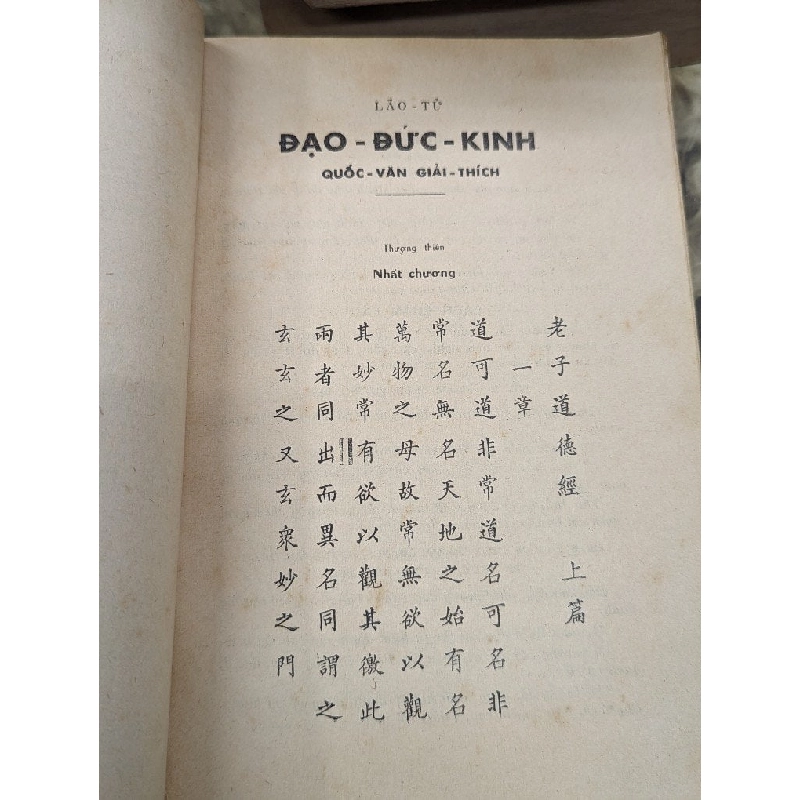 LÃO - TỬ
ĐẠO - ĐỨC - KINH
QUỐC - VĂN GIẢI - THÍCH
Thượng thiên
Nhất chương
老子道德經 上篇
一章
道可道非常道名可名非
常名無名天地之始有名
萬物之母故常無欲以觀
其妙常有欲以觀其徼此
兩者同出而異名同謂之
玄玄之又玄衆妙之門